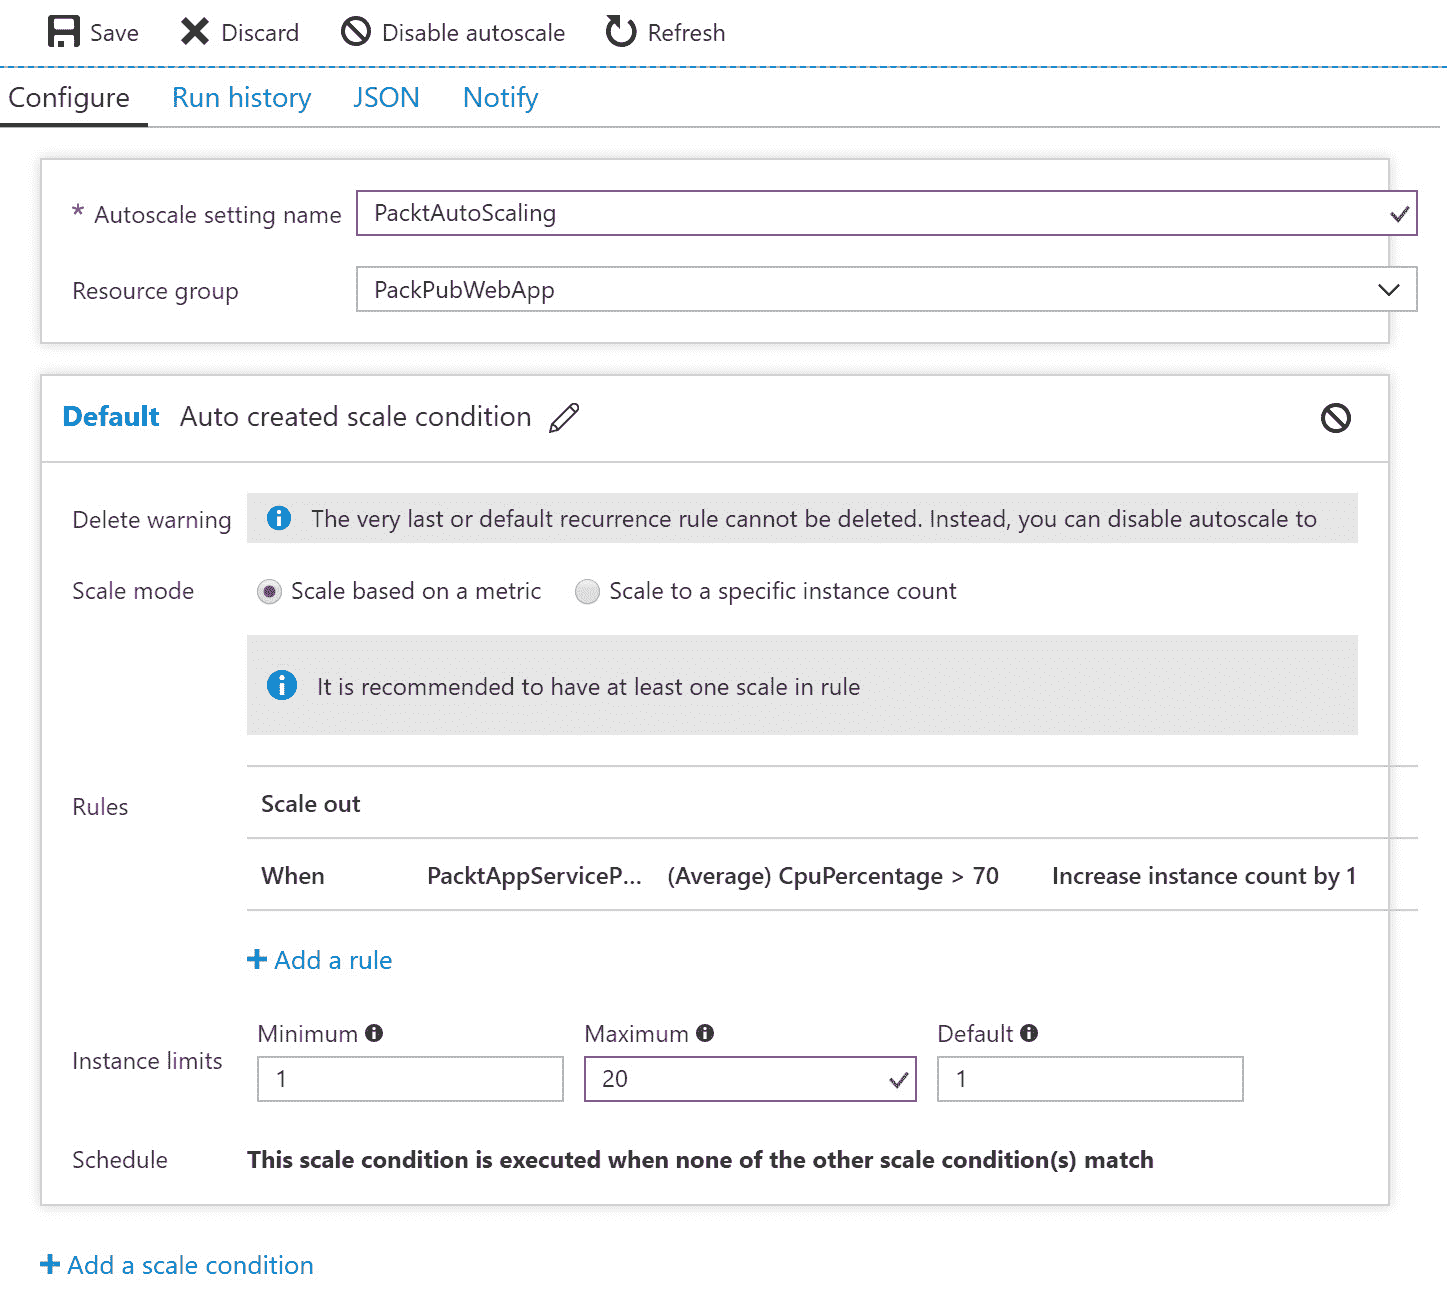 Save Discard Disable autoscale Refresh
Configure Run history JSON Notify
* Autoscale setting name PacktAutoScaling
Resource group PackPubWebApp
Default Auto created scale condition
Delete warning The very last or default recurrence rule cannot be deleted. Instead, you can disable autoscale to
Scale mode Scale based on a metric Scale to a specific instance count
It is recommended to have at least one scale in rule
Rules Scale out
When PacktAppServiceP... (Average) CpuPercentage > 70 Increase instance count by 1
+ Add a rule
Minimum Maximum Default
Instance limits 1 20 1
Schedule This scale condition is executed when none of the other scale condition(s) match
+ Add a scale condition